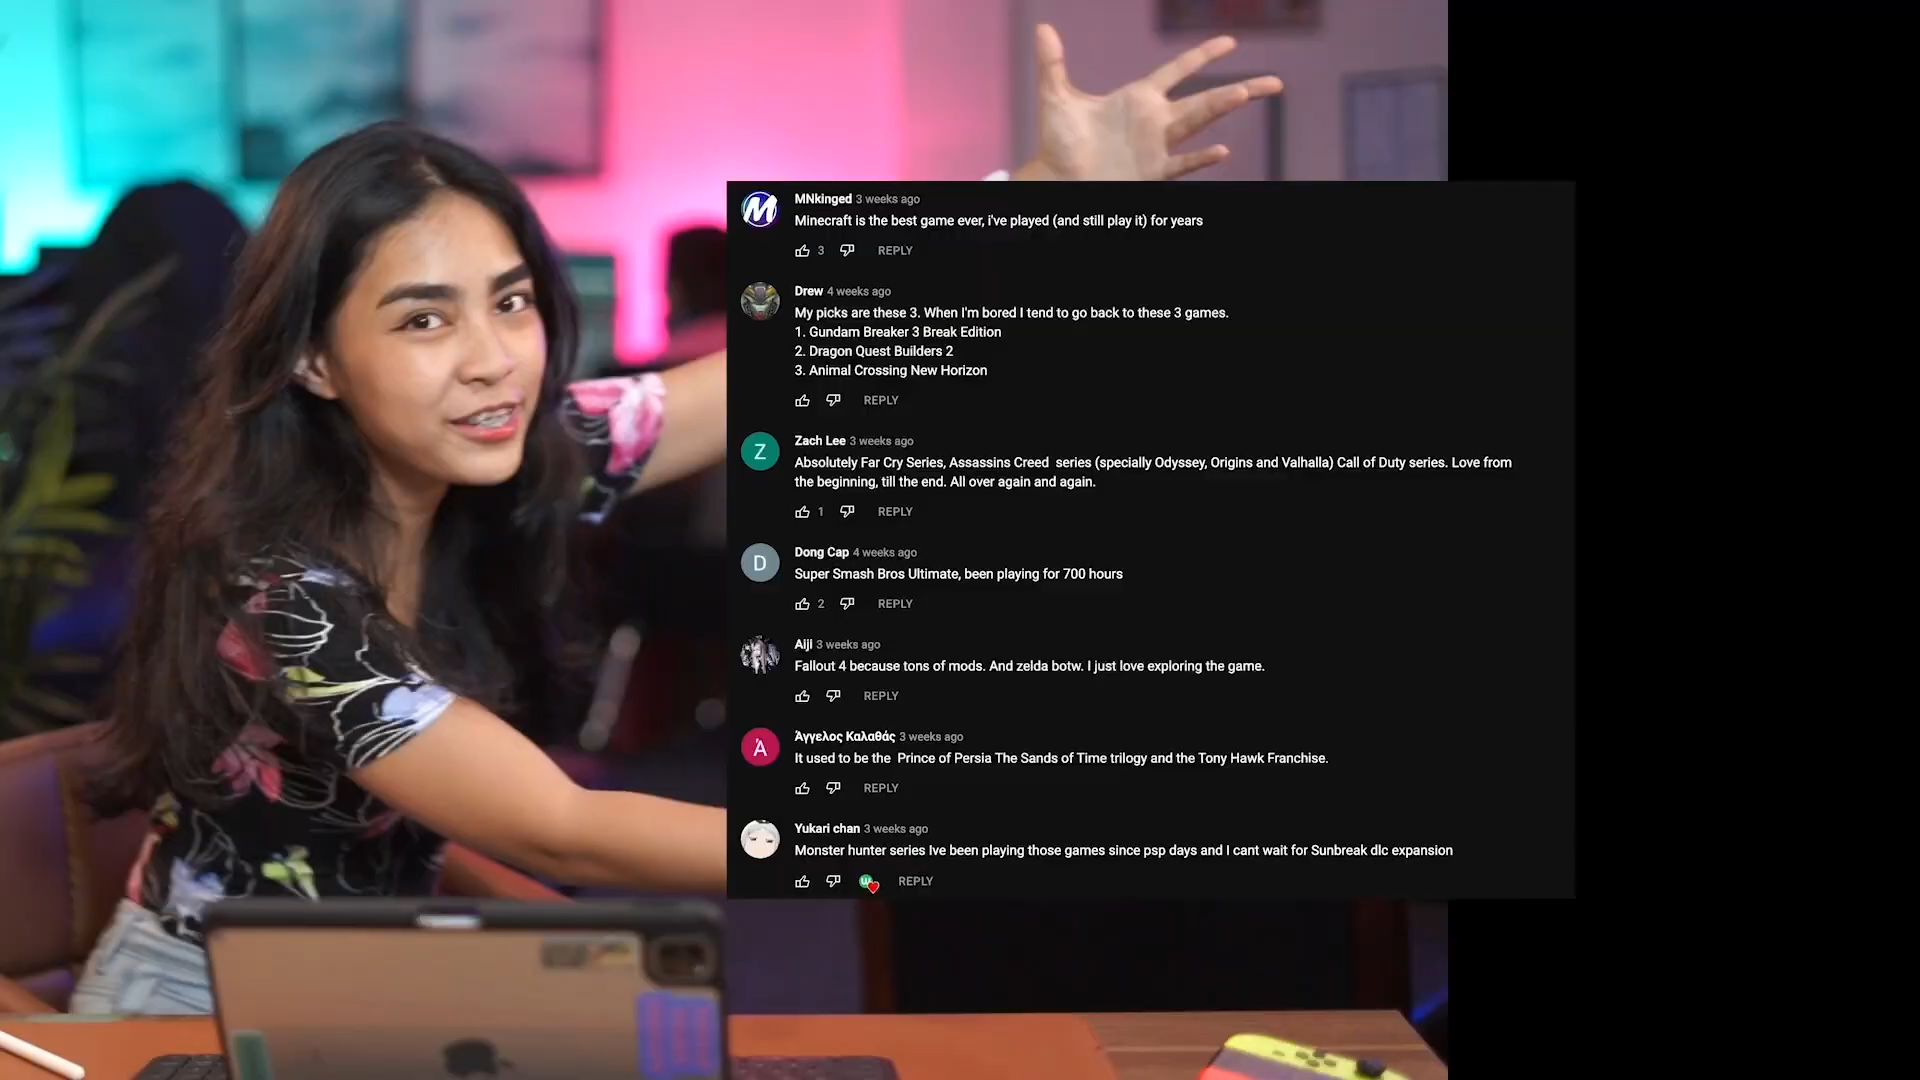 MNkinged 3 weeks ago
Minecraft is the best game ever, i've played (and still play it) for years
3 REPLY
Drew 4 weeks ago
My picks are these 3. When I'm bored I tend to go back to these 3 games.
1. Gundam Breaker 3 Break Edition
2. Dragon Quest Builders 2
3. Animal Crossing New Horizon
REPLY
Z
Zach Lee 3 weeks ago
Absolutely Far Cry Series, Assassins Creed series (specially Odyssey, Origins and Valhalla) Call of Duty series. Love from
the beginning, till the end. All over again and again.
1 REPLY
D
Dong Cap 4 weeks ago
Super Smash Bros Ultimate, been playing for 700 hours
2 REPLY
Aiji 3 weeks ago
Fallout 4 because tons of mods. And zelda botw. I just love exploring the game.
REPLY
Ά
Άγγελος Καλαθάς 3 weeks ago
It used to be the Prince of Persia The Sands of Time trilogy and the Tony Hawk Franchise.
REPLY
Yukari chan 3 weeks ago
Monster hunter series Ive been playing those games since psp days and I cant wait for Sunbreak dlc expansion
REPLY